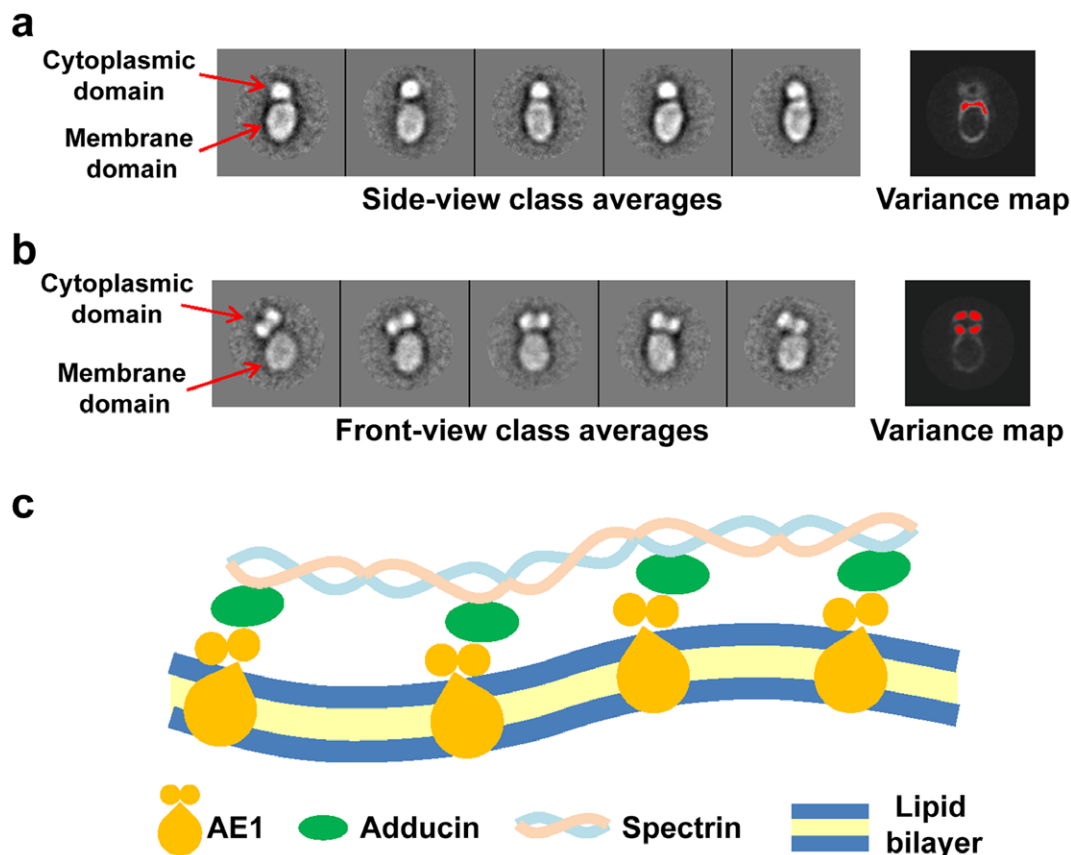 a
Cytoplasmic
domain
Membrane
domain
Side-view class averages
Variance map
b
Cytoplasmic
domain
Membrane
domain
Front-view class averages
Variance map
c
AE1
Adducin
Spectrin
Lipid
bilayer